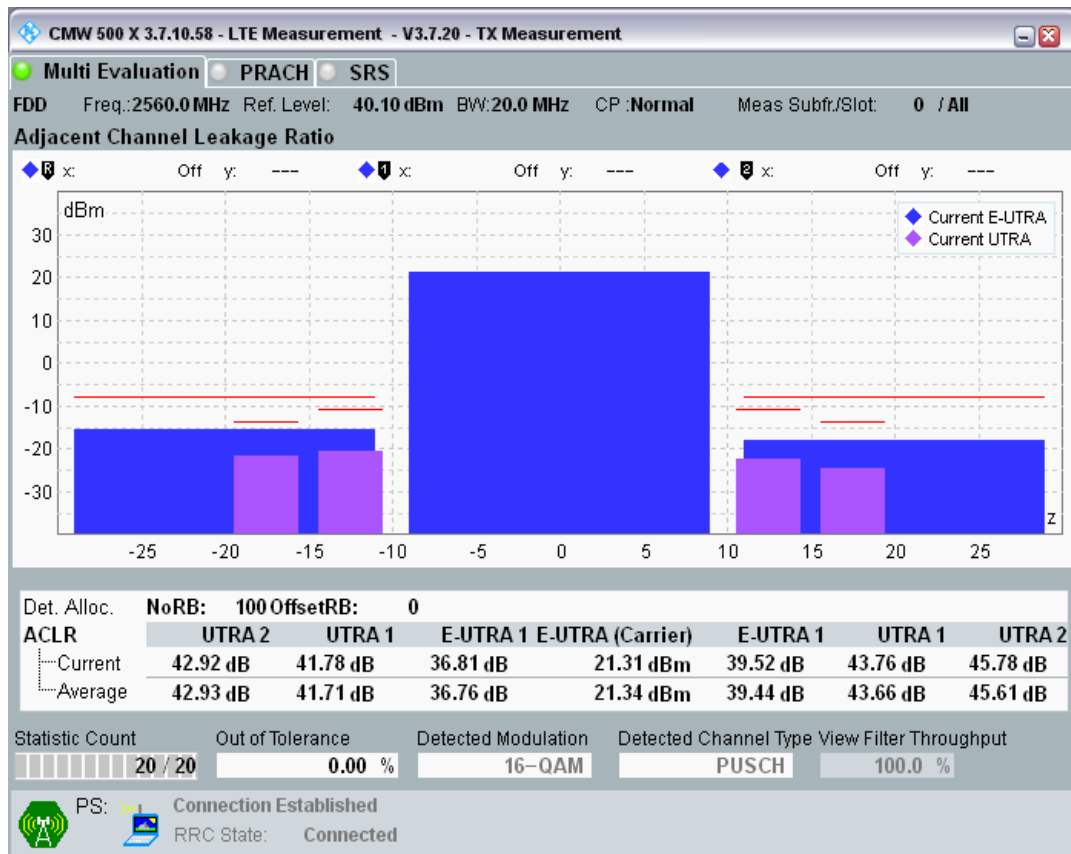 CMW 500 X 3.7.10.58 - LTE Measurement - V3.7.20 - TX Measurement
Multi Evaluation PRACH SRS
FDD Freq.:2560.0 MHz Ref. Level: 40.10 dBm BW:20.0 MHz CP :Normal Meas Subfr./Slot: 0 / All
Adjacent Channel Leakage Ratio
R x: Off y: --- 1 x: Off y: --- 2 x: Off y: ---
dBm
Current E-UTRA
Current UTRA
30
20
10
0
-10
-20
-30
z
-25 -20 -15 -10 -5 0 5 10 15 20 25
Det. Alloc. NoRB: 100 OffsetRB: 0
ACLR UTRA 2 UTRA 1 E-UTRA 1 E-UTRA (Carrier) E-UTRA 1 UTRA 1 UTRA 2
Current 42.92 dB 41.78 dB 36.81 dB 21.31 dBm 39.52 dB 43.76 dB 45.78 dB
Average 42.93 dB 41.71 dB 36.76 dB 21.34 dBm 39.44 dB 43.66 dB 45.61 dB
Statistic Count Out of Tolerance Detected Modulation Detected Channel Type View Filter Throughput
20 / 20 0.00 % 16-QAM PUSCH 100.0 %
PS: Connection Established
RRC State: Connected